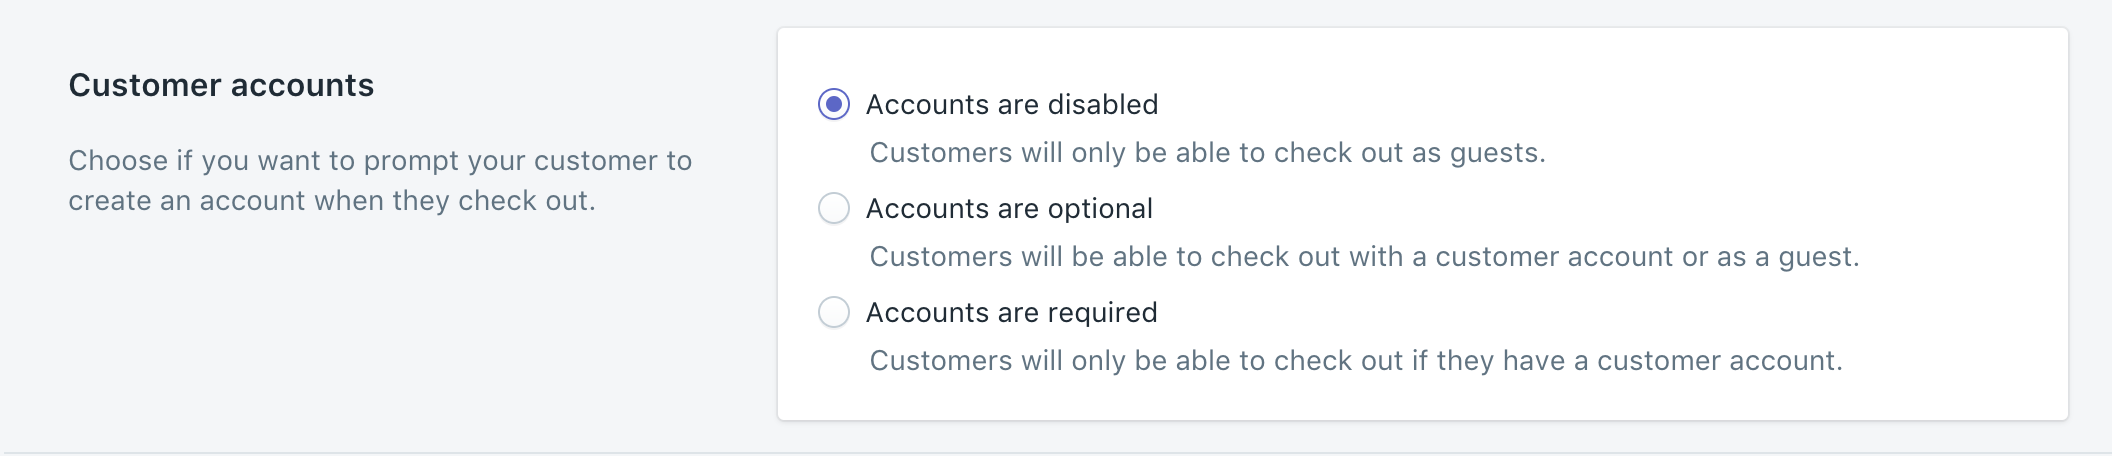 Customer accounts
Choose if you want to prompt your customer to
create an account when they check out.
Accounts are disabled
Customers will only be able to check out as guests.
Accounts are optional
Customers will be able to check out with a customer account or as a guest.
Accounts are required
Customers will only be able to check out if they have a customer account.